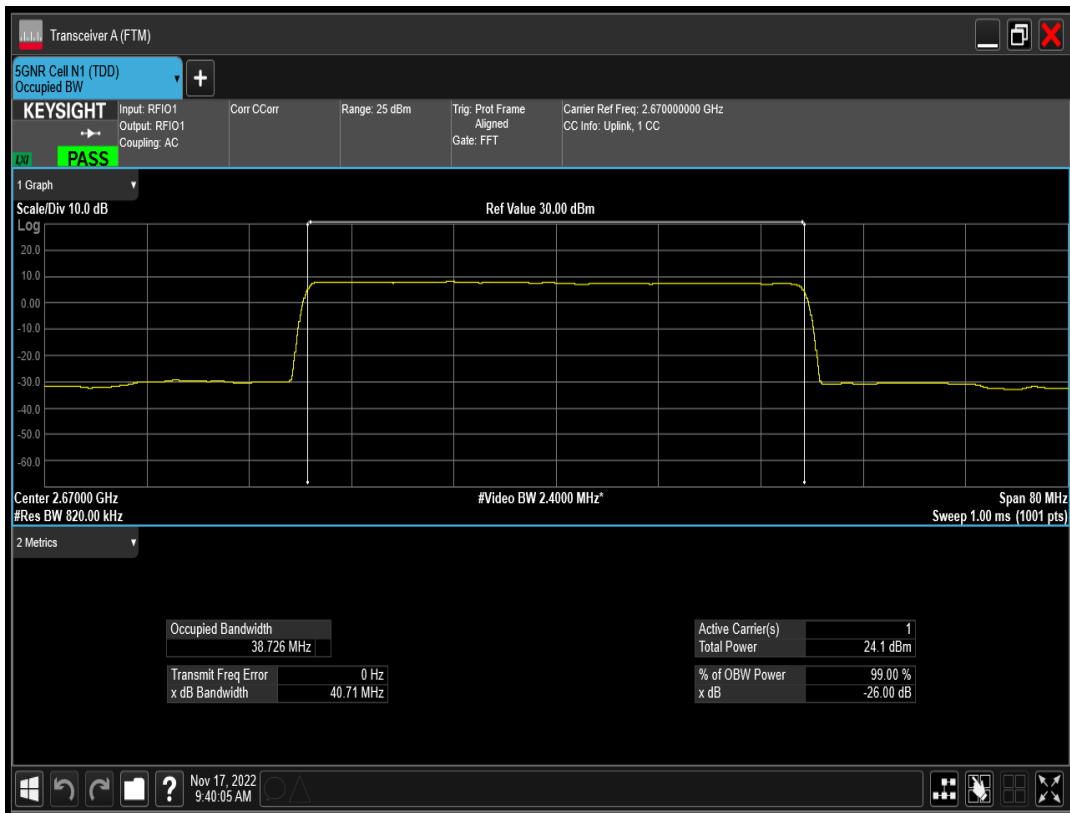 Transceiver A (FTM)
5GNR Cell N1 (TDD)
Occupied BW
+
KEYSIGHT
LXI
PASS
Input: RFIO1
Output: RFIO1
Coupling: AC
Corr CCorr
Range: 25 dBm
Trig: Prot Frame
Aligned
Gate: FFT
Carrier Ref Freq: 2.670000000 GHz
CC Info: Uplink, 1 CC
1 Graph
Scale/Div 10.0 dB
Ref Value 30.00 dBm
Log
20.0
10.0
0.00
-10.0
-20.0
-30.0
-40.0
-50.0
-60.0
Center 2.67000 GHz
#Video BW 2.4000 MHz*
Span 80 MHz
#Res BW 820.00 kHz
Sweep 1.00 ms (1001 pts)
2 Metrics
Occupied Bandwidth
38.726 MHz
Transmit Freq Error 0 Hz
x dB Bandwidth 40.71 MHz
Active Carrier(s) 1
Total Power 24.1 dBm
% of OBW Power 99.00 %
x dB -26.00 dB
?
Nov 17, 2022
9:40:05 AM